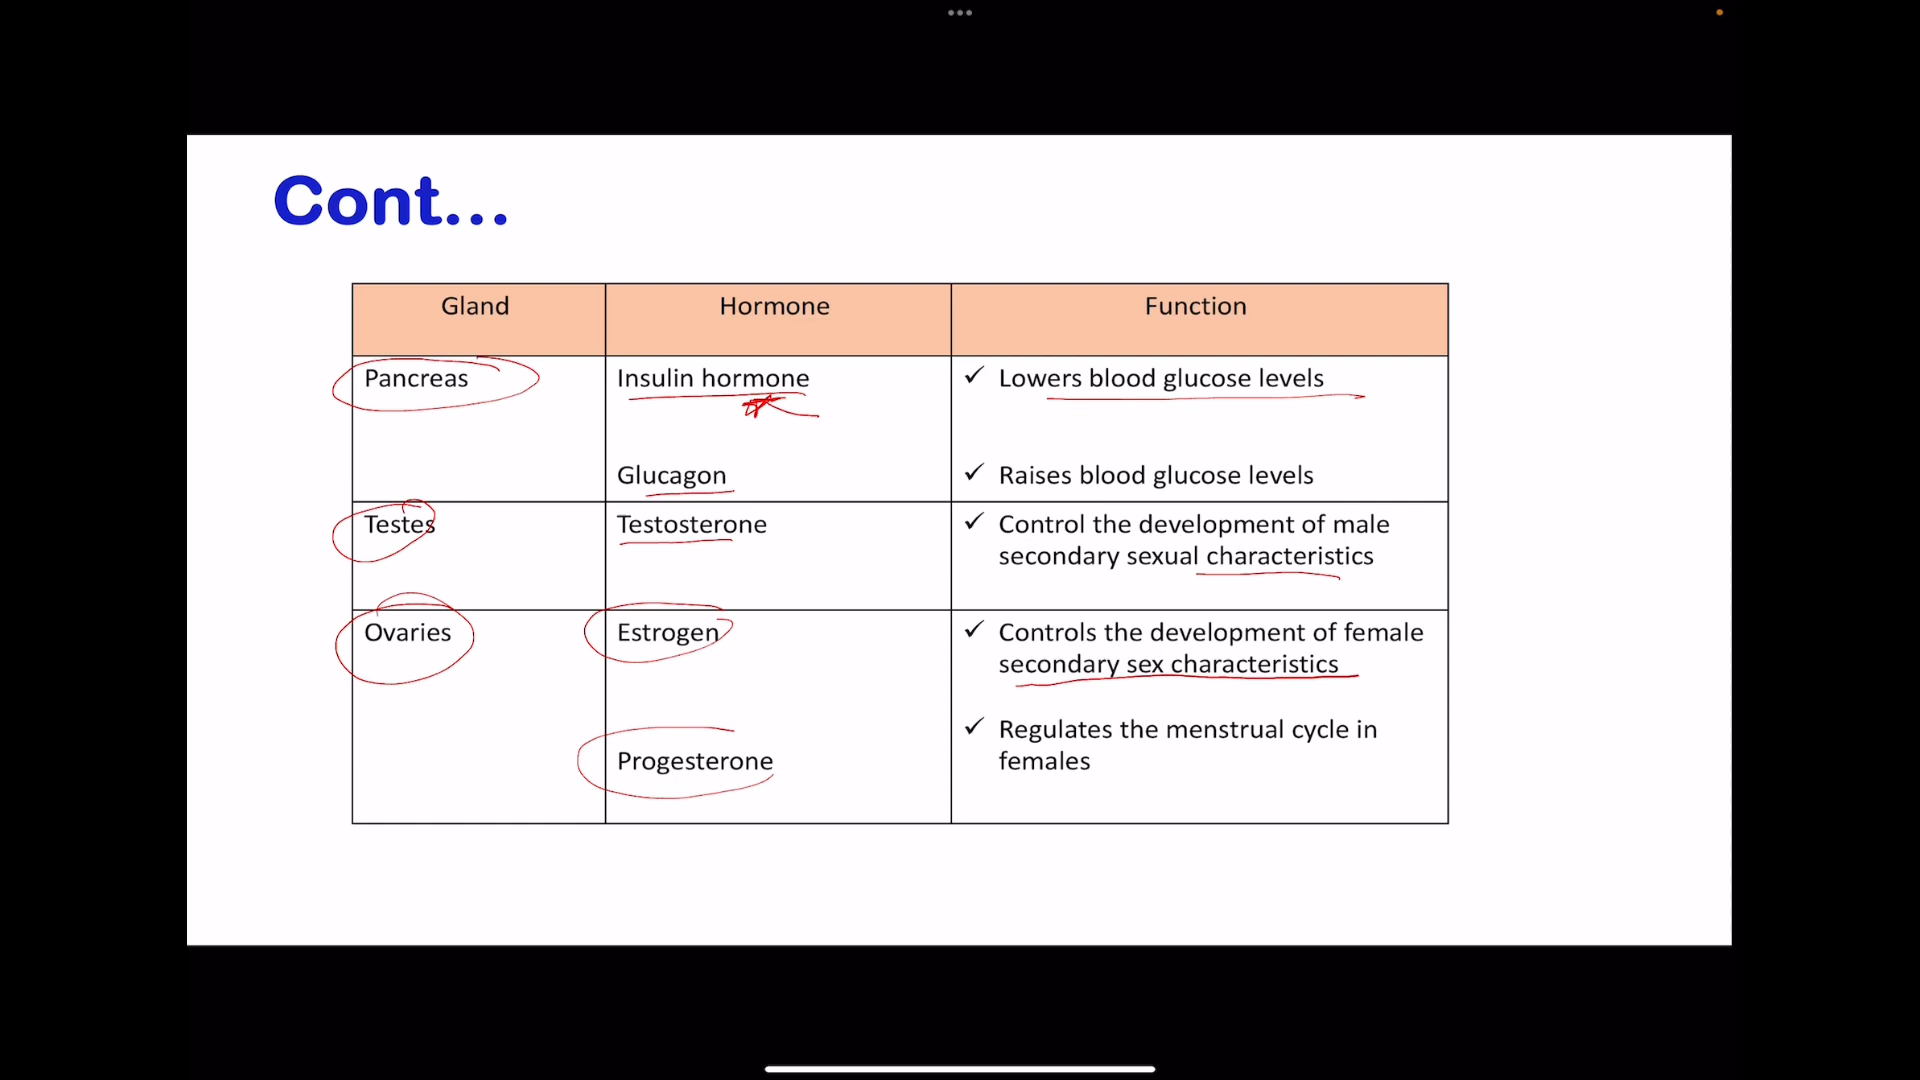 Cont...
Gland Hormone Function
Pancreas Insulin hormone ✓ Lowers blood glucose levels
Glucagon ✓ Raises blood glucose levels
Testes Testosterone ✓ Control the development of male
secondary sexual characteristics
Ovaries Estrogen ✓ Controls the development of female
secondary sex characteristics
✓ Regulates the menstrual cycle in
Progesterone females